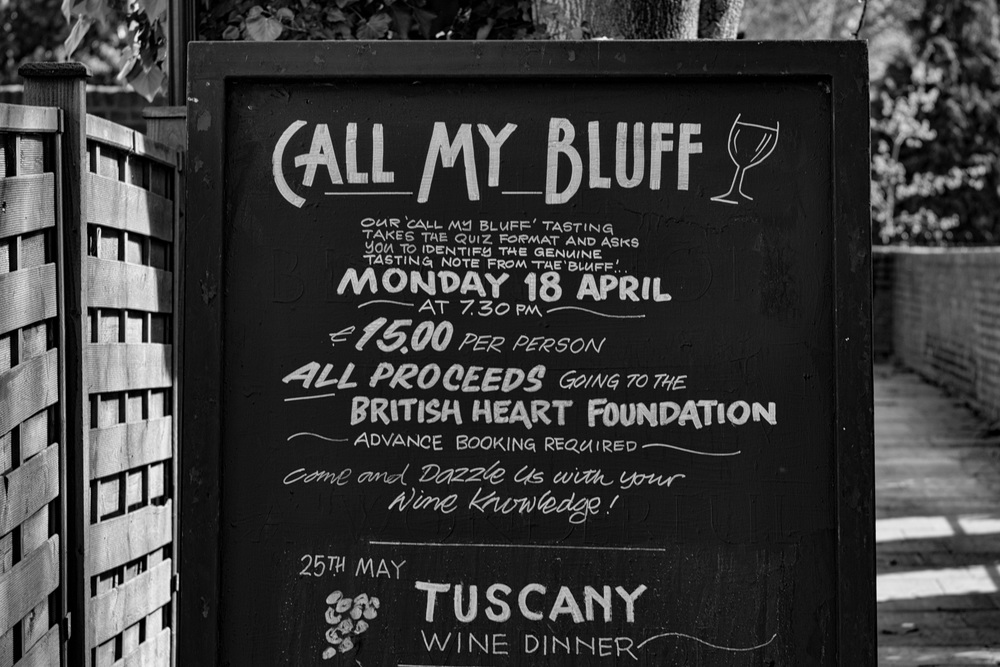 CALL MY BLUFF
OUR 'CALL MY BLUFF' TASTING
TAKES THE QUIZ FORMAT AND ASKS
YOU TO IDENTIFY THE GENUINE
TASTING NOTE FROM THE 'BLUFF'...
MONDAY 18 APRIL
AT 7.30 PM
£15.00 PER PERSON
ALL PROCEEDS GOING TO THE
BRITISH HEART FOUNDATION
ADVANCE BOOKING REQUIRED
come and Dazzle Us with your
Wine Knowledge!
25TH MAY
TUSCANY
WINE DINNER